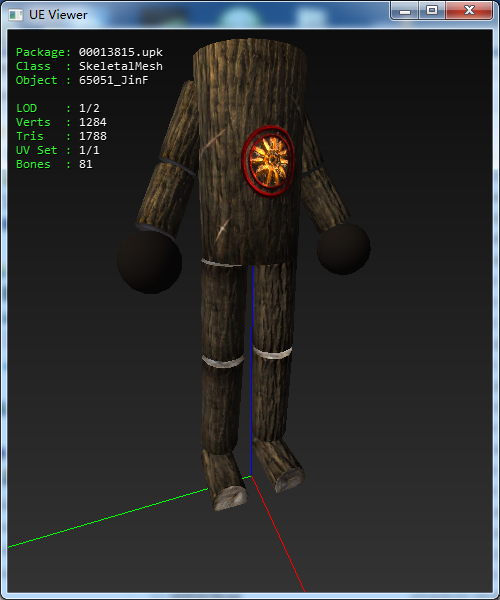 UE Viewer
Package: 00013815.upk
Class : SkeletalMesh
Object : 65051_JinF
LOD : 1/2
Verts : 1284
Tris : 1788
UV Set : 1/1
Bones : 81